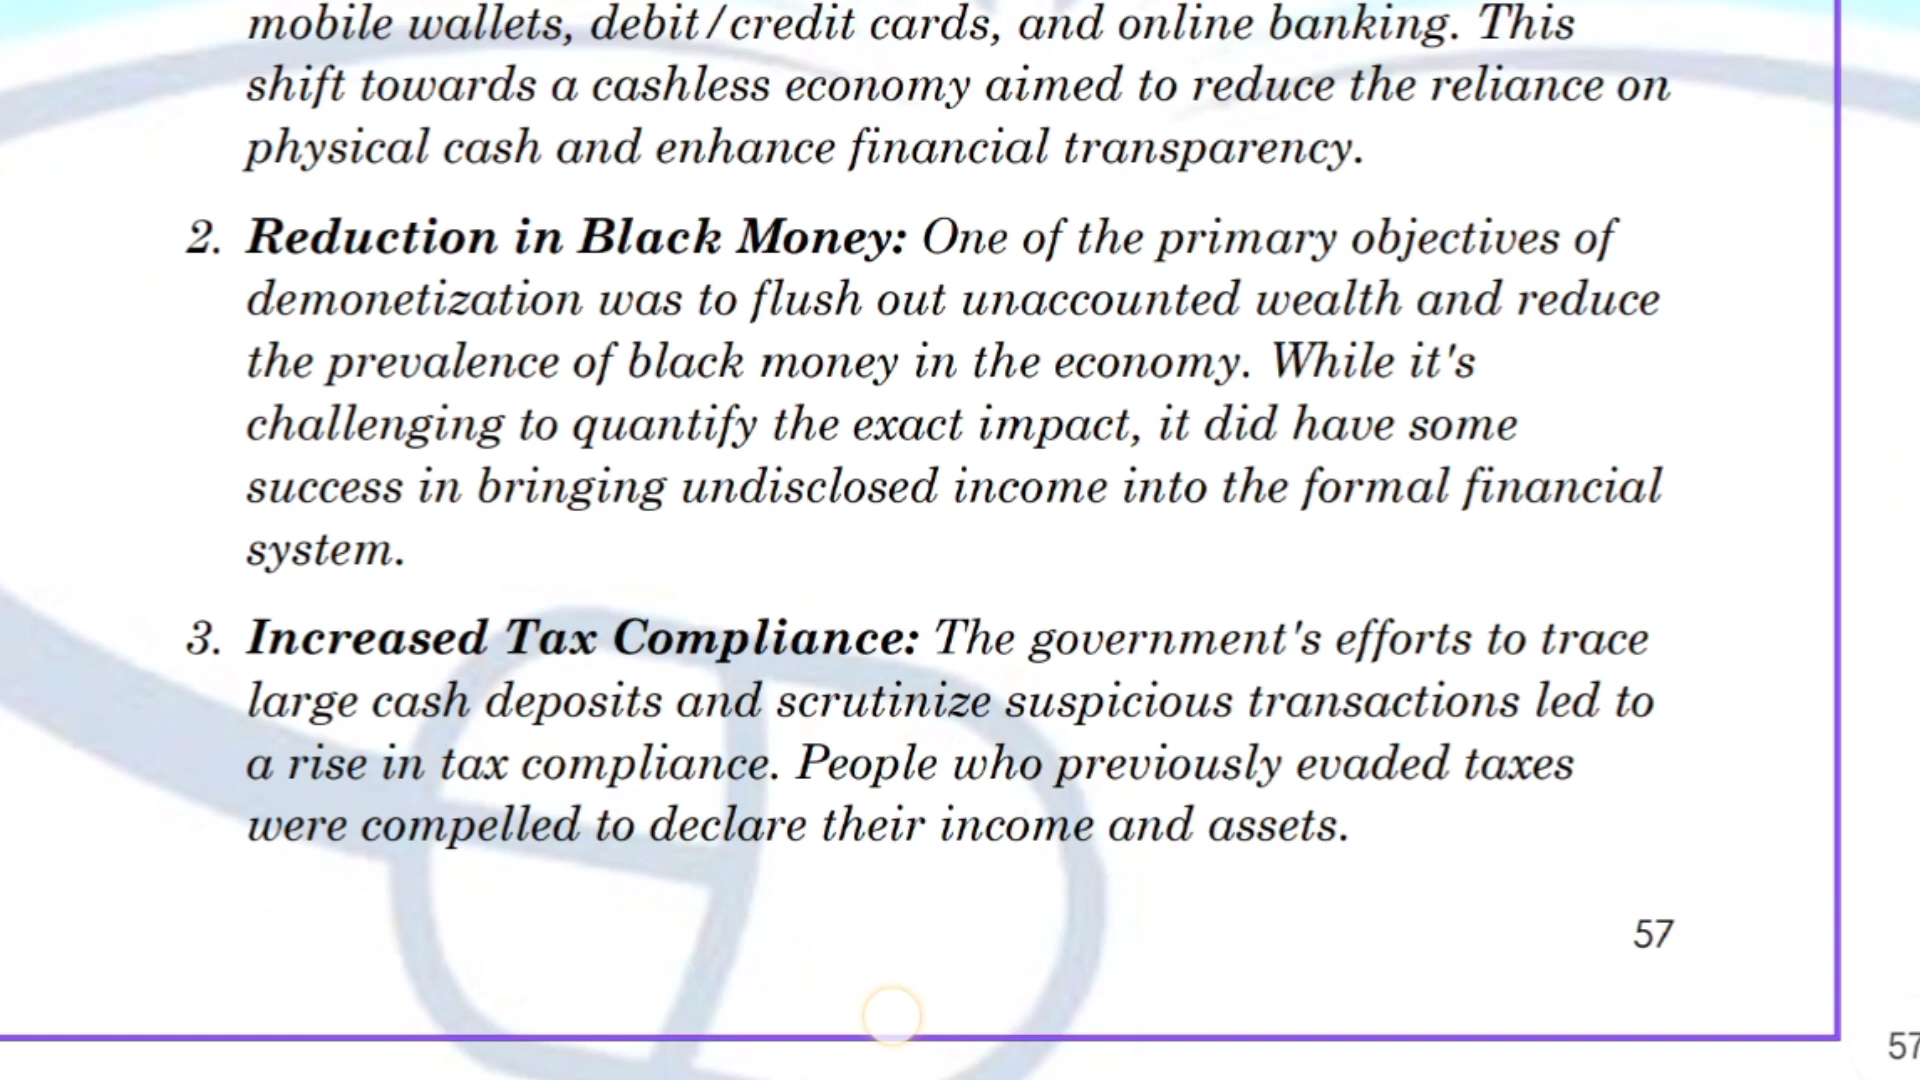 mobile wallets, debit/credit cards, and online banking. This
shift towards a cashless economy aimed to reduce the reliance on
physical cash and enhance financial transparency.
2. Reduction in Black Money: One of the primary objectives of
demonetization was to flush out unaccounted wealth and reduce
the prevalence of black money in the economy. While it's
challenging to quantify the exact impact, it did have some
success in bringing undisclosed income into the formal financial
system.
3. Increased Tax Compliance: The government's efforts to trace
large cash deposits and scrutinize suspicious transactions led to
a rise in tax compliance. People who previously evaded taxes
were compelled to declare their income and assets.
57
57